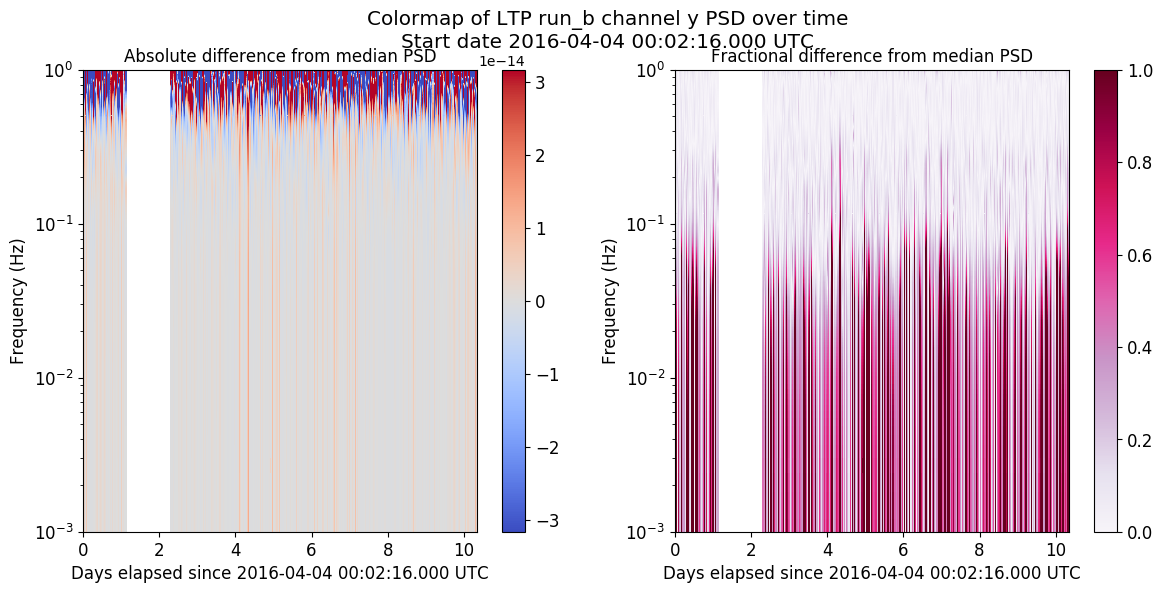 Colormap of LTP run_b channel y PSD over time
Start date 2016-04-04 00:02:16.000 UTC
Absolute difference from median PSD
1e−14
Fractional difference from median PSD
10⁰
10⁻¹
10⁻²
10⁻³
Frequency (Hz)
0 2 4 6 8 10
Days elapsed since 2016-04-04 00:02:16.000 UTC
3
2
1
0
−1
−2
−3
10⁰
10⁻¹
10⁻²
10⁻³
Frequency (Hz)
0 2 4 6 8 10
Days elapsed since 2016-04-04 00:02:16.000 UTC
1.0
0.8
0.6
0.4
0.2
0.0